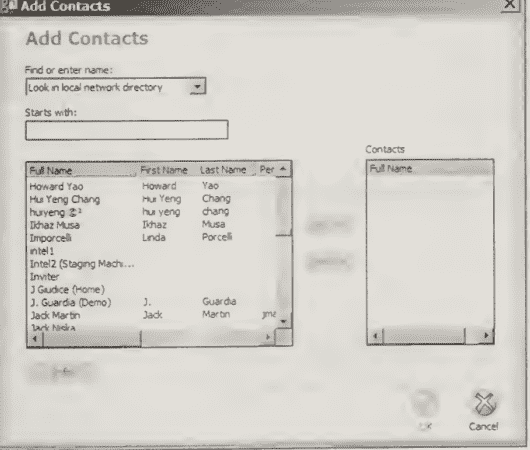 Add Contacts
Add Contacts
Find or enter name:
Look in local network directory
Starts with:
Contacts
Full Name First Name Last Name Per
Full Name
Howard Yao Howard Yao
Hui Yeng Chang Hui Yeng Chang
huiyeng hui yeng chang
Ikhaz Musa Ikhaz Musa
Imporcelli Linda Porcelli
intel1
Intel2 (Staging Machi...
Inviter
J Giudice (Home)
J. Guardia (Demo) J. Guardia
Jack Martin Jack Martin jma
Jack Niska
OK Cancel